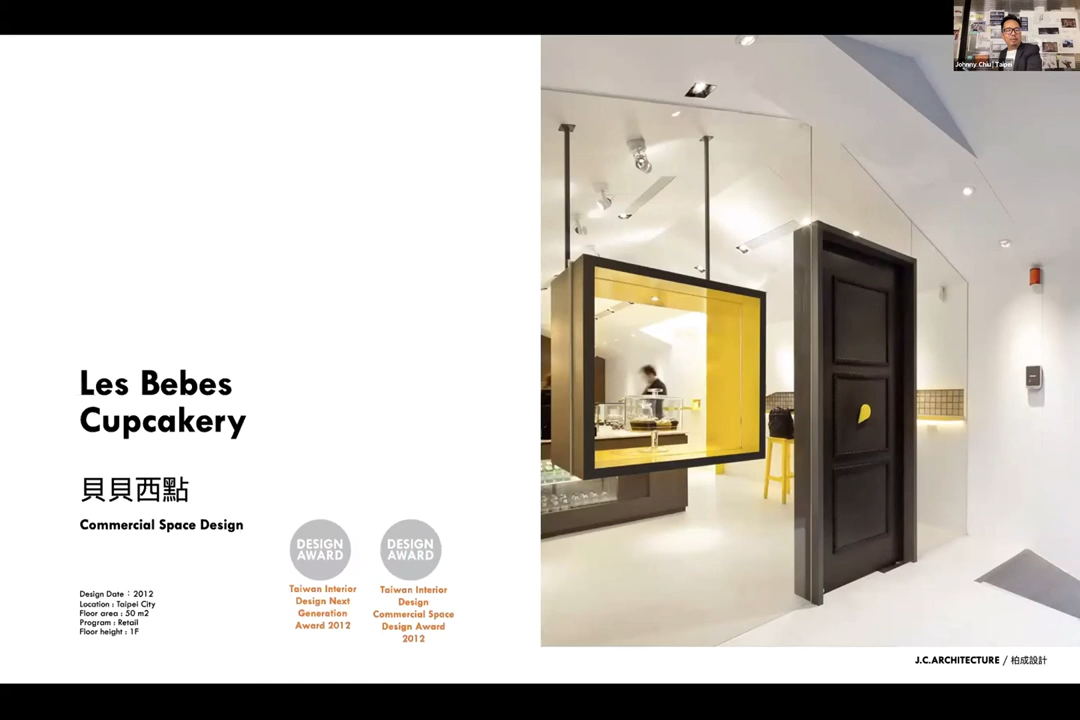 Johnny Chiu | Taipei
Les Bebes
Cupcakery
貝貝西點
Commercial Space Design
DESIGN
AWARD
Taiwan Interior
Design Next
Generation
Award 2012
DESIGN
AWARD
Taiwan Interior
Design
Commercial Space
Design Award
2012
Design Date : 2012
Location : Taipei City
Floor area : 50 m2
Program : Retail
Floor height : 1F
J.C.ARCHITECTURE / 柏成設計